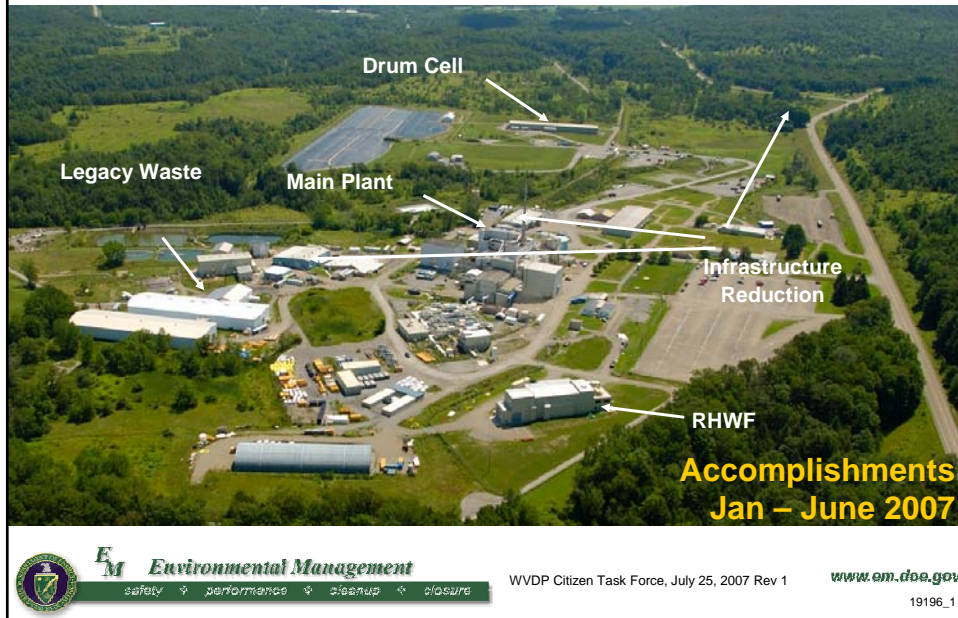 Drum Cell
Legacy Waste
Main Plant
Infrastructure
Reduction
RHWF
Accomplishments
Jan – June 2007
EM Environmental Management
safety ❖ performance ❖ cleanup ❖ closure
WVDP Citizen Task Force, July 25, 2007 Rev 1
www.em.doe.gov
19196_1